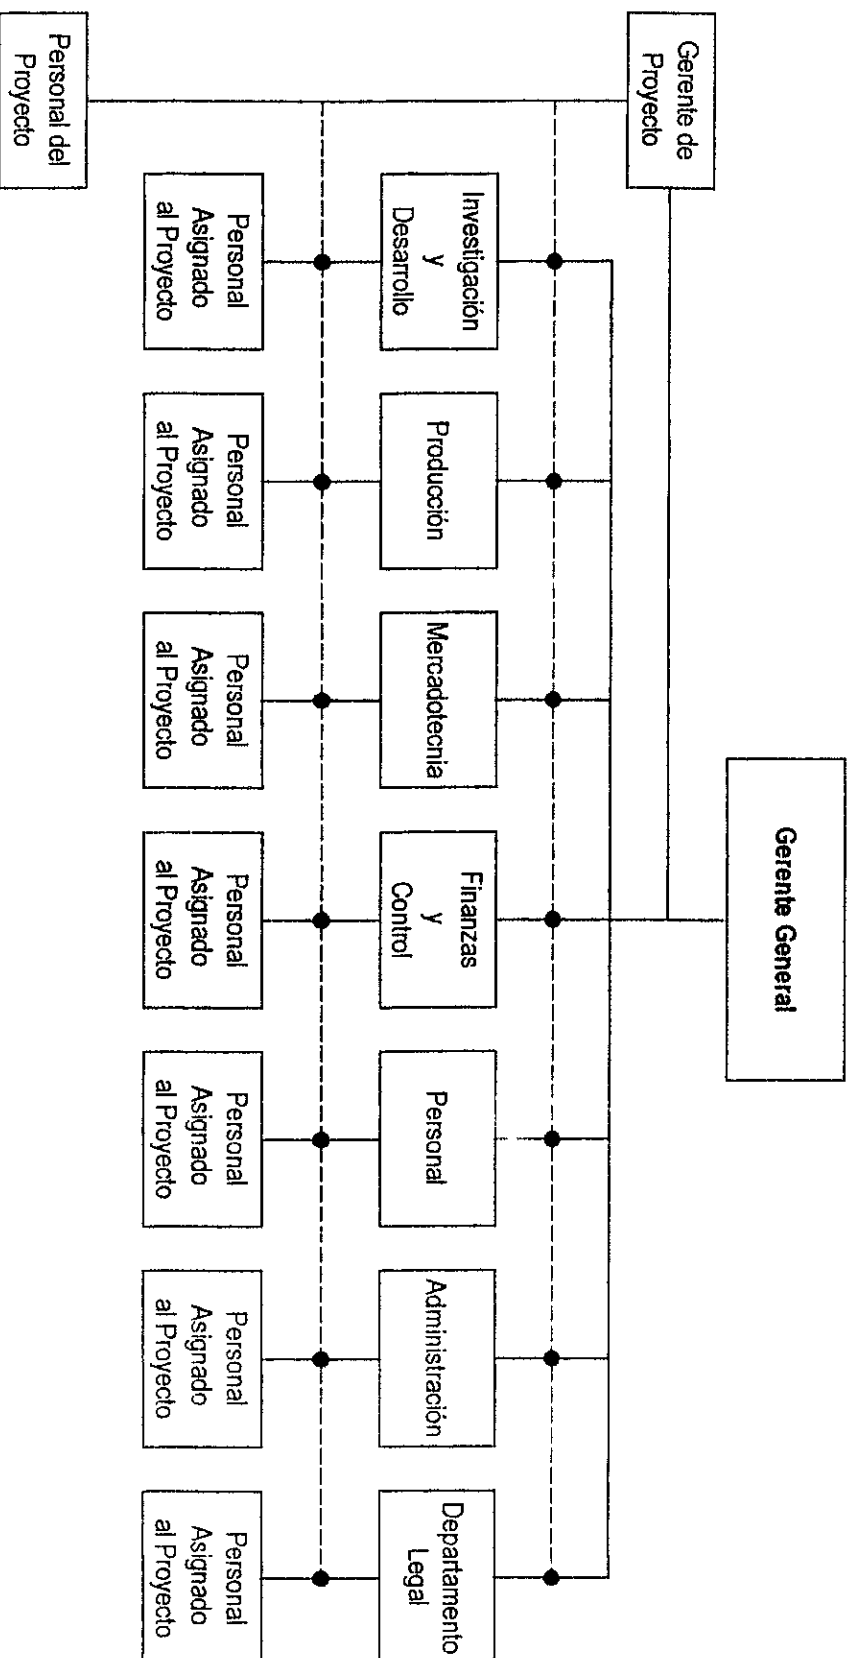 Gerente General
Gerente de
Proyecto
Investigación
y
Desarrollo
Producción
Mercadotecnia
Finanzas
y
Control
Personal
Administración
Departamento
Legal
Personal
Asignado
al Proyecto
Personal
Asignado
al Proyecto
Personal
Asignado
al Proyecto
Personal
Asignado
al Proyecto
Personal
Asignado
al Proyecto
Personal
Asignado
al Proyecto
Personal
Asignado
al Proyecto
Personal del
Proyecto